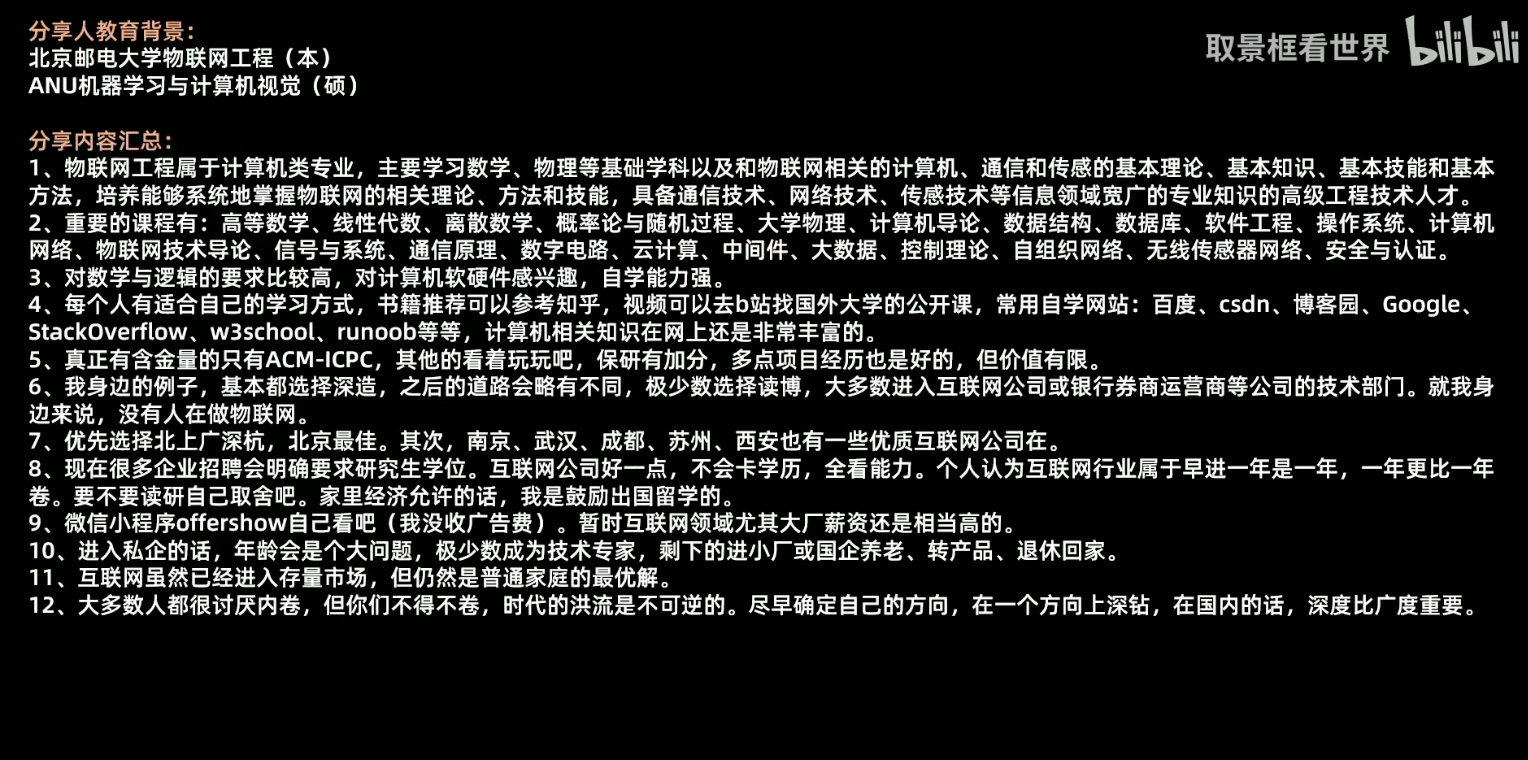 分享人教育背景：
北京邮电大学物联网工程（本）
ANU机器学习与计算机视觉（硕）
取景框看世界 bilibili
分享内容汇总：
1、物联网工程属于计算机类专业，主要学习数学、物理等基础学科以及和物联网相关的计算机、通信和传感的基本理论、基本知识、基本技能和基本
方法，培养能够系统地掌握物联网的相关理论、方法和技能，具备通信技术、网络技术、传感技术等信息领域宽广的专业知识的高级工程技术人才。
2、重要的课程有：高等数学、线性代数、离散数学、概率论与随机过程、大学物理、计算机导论、数据结构、数据库、软件工程、操作系统、计算机
网络、物联网技术导论、信号与系统、通信原理、数字电路、云计算、中间件、大数据、控制理论、自组织网络、无线传感器网络、安全与认证。
3、对数学与逻辑的要求比较高，对计算机软硬件感兴趣，自学能力强。
4、每个人有适合自己的学习方式，书籍推荐可以参考知乎，视频可以去b站找国外大学的公开课，常用自学网站：百度、csdn、博客园、Google、
StackOverflow、w3school、runoob等等，计算机相关知识在网上还是非常丰富的。
5、真正有含金量的只有ACM-ICPC，其他的看着玩玩吧，保研有加分，多点项目经历也是好的，但价值有限。
6、我身边的例子，基本都选择深造，之后的道路会略有不同，极少数选择读博，大多数进入互联网公司或银行券商运营商等公司的技术部门。就我身
边来说，没有人在做物联网。
7、优先选择北上广深杭，北京最佳。其次，南京、武汉、成都、苏州、西安也有一些优质互联网公司在。
8、现在很多企业招聘会明确要求研究生学位。互联网公司好一点，不会卡学历，全看能力。个人认为互联网行业属于早进一年是一年，一年更比一年
卷。要不要读研自己取舍吧。家里经济允许的话，我是鼓励出国留学的。
9、微信小程序offershow自己看吧（我没收广告费）。暂时互联网领域尤其大厂薪资还是相当高的。
10、进入私企的话，年龄会是个大问题，极少数成为技术专家，剩下的进小厂或国企养老、转产品、退休回家。
11、互联网虽然已经进入存量市场，但仍然是普通家庭的最优解。
12、大多数人都很讨厌内卷，但你们不得不卷，时代的洪流是不可逆的。尽早确定自己的方向，在一个方向上深钻，在国内的话，深度比广度重要。